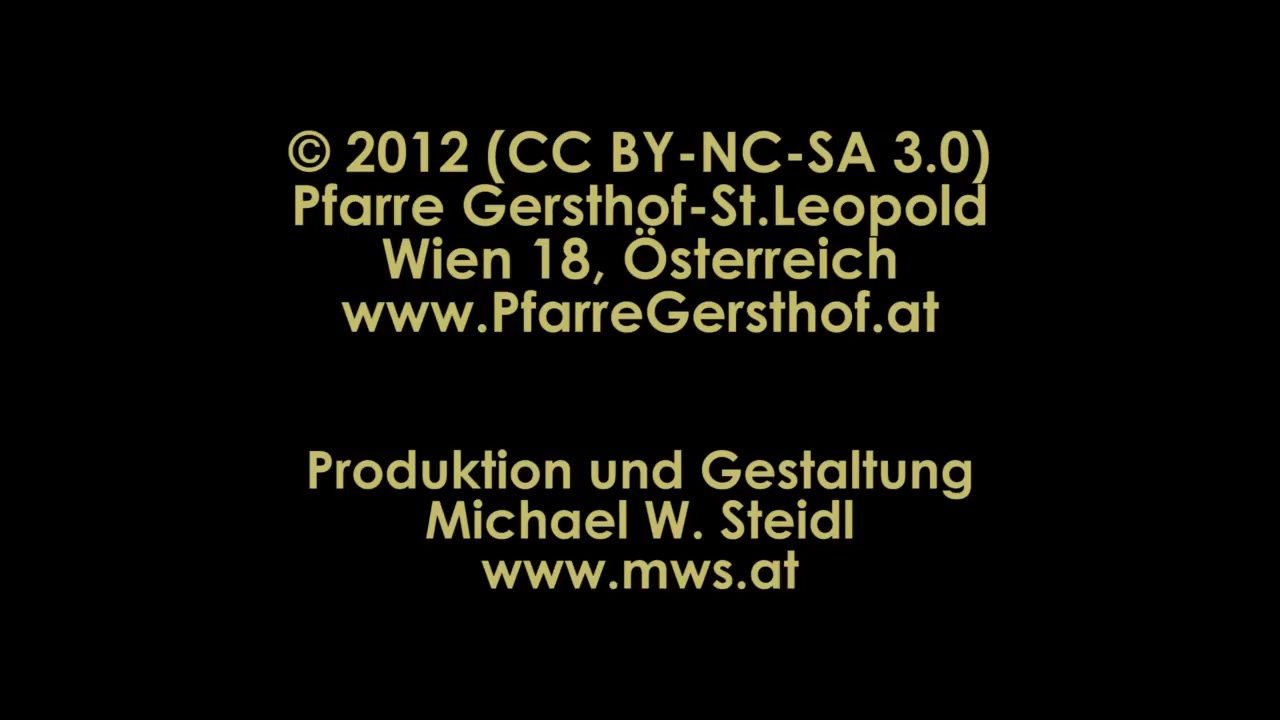 © 2012 (CC BY-NC-SA 3.0)
Pfarre Gersthof-St.Leopold
Wien 18, Österreich
www.PfarreGersthof.at
Produktion und Gestaltung
Michael W. Steidl
www.mws.at